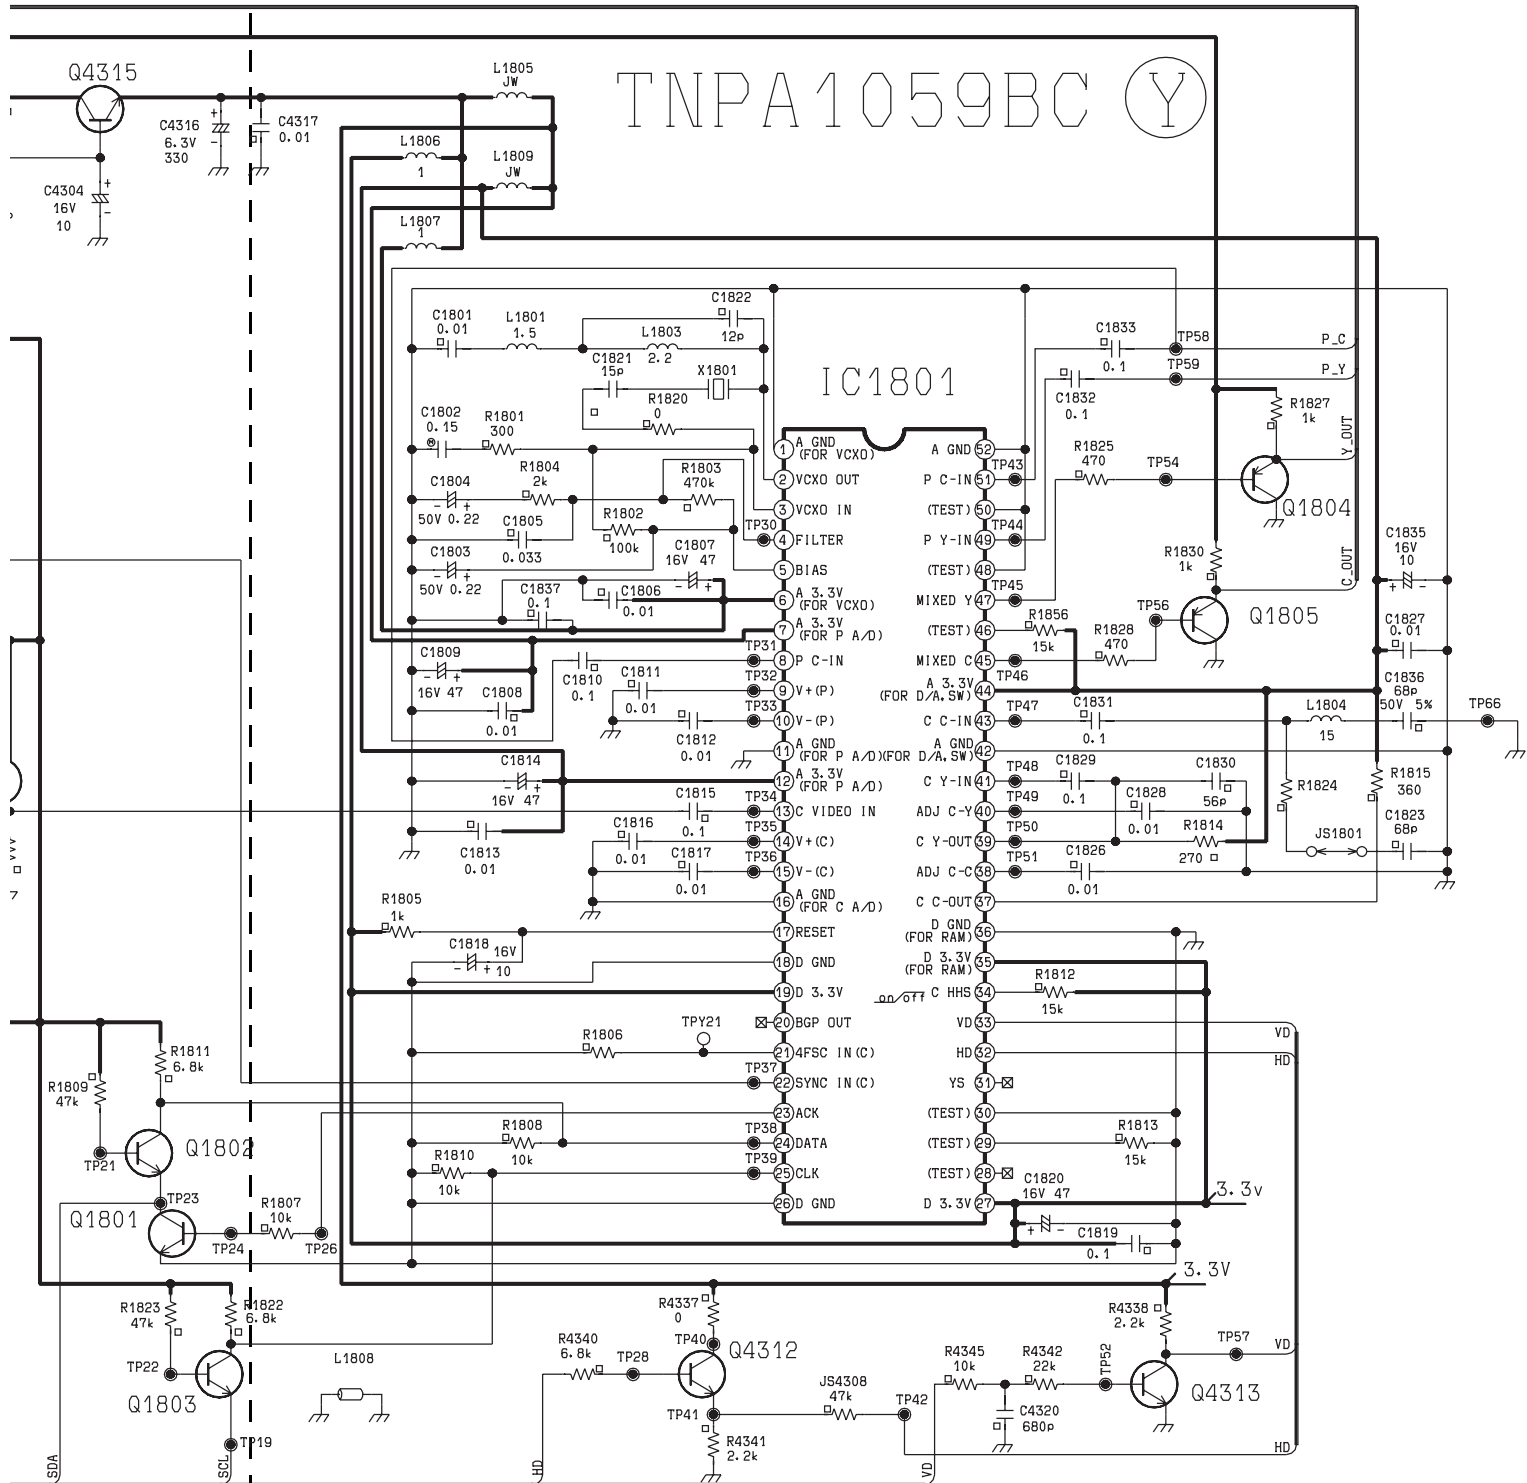 Q4315
L1805
JW
TNPA1059BC Y
C4316
6.3V
330
C4317
0.01
L1806
1
L1809
JW
C4304
16V
10
L1807
1
C1822
12p
C1801
0.01
L1801
1.5
L1803
2.2
C1833
0.1
TP58
P_C
C1821
15p
X1801
TP59
P_Y
IC1801
C1832
0.1
R1820
0
R1827
1k
C1802
0.15
R1801
300
Y_OUT
1 A GND
(FOR VCXO)
A GND 52
R1825
470
TP43
TP54
R1804
2k
R1803
470k
2 VCXO OUT
P C-IN 51
C1804
50V 0.22
Q1804
3 VCXO IN
(TEST) 50
R1802
100k
C1805
0.033
TP30
4 FILTER
P Y-IN 49
TP44
C1835
16V
10
C1803
50V 0.22
C1807
16V 47
5 BIAS
(TEST) 48
R1830
1k
C_OUT
C1837
0.1
C1806
0.01
6 A 3.3V
(FOR VCXO)
MIXED Y 47
TP45
TP56
Q1805
R1856
15k
C1827
0.01
7 A 3.3V
(FOR P A/D)
(TEST) 46
R1828
470
C1809
16V 47
C1810
0.1
TP31
8 P C-IN
MIXED C 45
TP46
C1811
0.01
TP32
9 V+(P)
A 3.3V
(FOR D/A.SW) 44
C1836
68p
50V 5%
C1808
0.01
TP33
10 V-(P)
C C-IN 43
TP47
C1831
0.1
L1804
15
TP66
C1812
0.01
11 A GND
(FOR P A/D)
A GND
(FOR D/A.SW) 42
C1814
16V 47
12 A 3.3V
(FOR P A/D)
C Y-IN 41
TP48
C1829
0.1
C1830
56p
R1824
R1815
360
C1815
0.1
TP34
13 C VIDEO IN
ADJ C-Y 40
TP49
C1828
0.01
C1816
0.01
TP35
14 V+(C)
C Y-OUT 39
TP50
R1814
270
JS1801
C1823
68p
C1813
0.01
C1817
0.01
TP36
15 V-(C)
ADJ C-C 38
TP51
C1826
0.01
16 A GND
(FOR C A/D)
C C-OUT 37
R1805
1k
17 RESET
D GND
(FOR RAM) 36
C1818 16V
10
18 D GND
D 3.3V
(FOR RAM) 35
19 D 3.3V
on/off
C HHS 34
R1812
15k
20 BGP OUT
VD 33
VD
R1806
TPY21
21 4FSC IN(C)
HD 32
HD
R1811
6.8k
R1809
47k
TP37
22 SYNC IN(C)
YS 31
23 ACK
(TEST) 30
R1808
10k
TP38
24 DATA
(TEST) 29
R1813
15k
Q1802
TP21
R1810
10k
TP39
25 CLK
(TEST) 28
C1820
16V 47
3.3v
TP23
26 D GND
D 3.3V 27
Q1801
R1807
10k
TP24
TP26
C1819
0.1
3.3V
R1823
47k
R1822
6.8k
R4337
0
R4338
2.2k
TP22
Q1803
L1808
R4340
6.8k
TP28
TP40
Q4312
R4345
10k
R4342
22k
TP52
TP57
VD
Q4313
JS4308
47k
TP42
C4320
680p
TP41
R4341
2.2k
TP19
SDA
SCL
HD
VD
HD